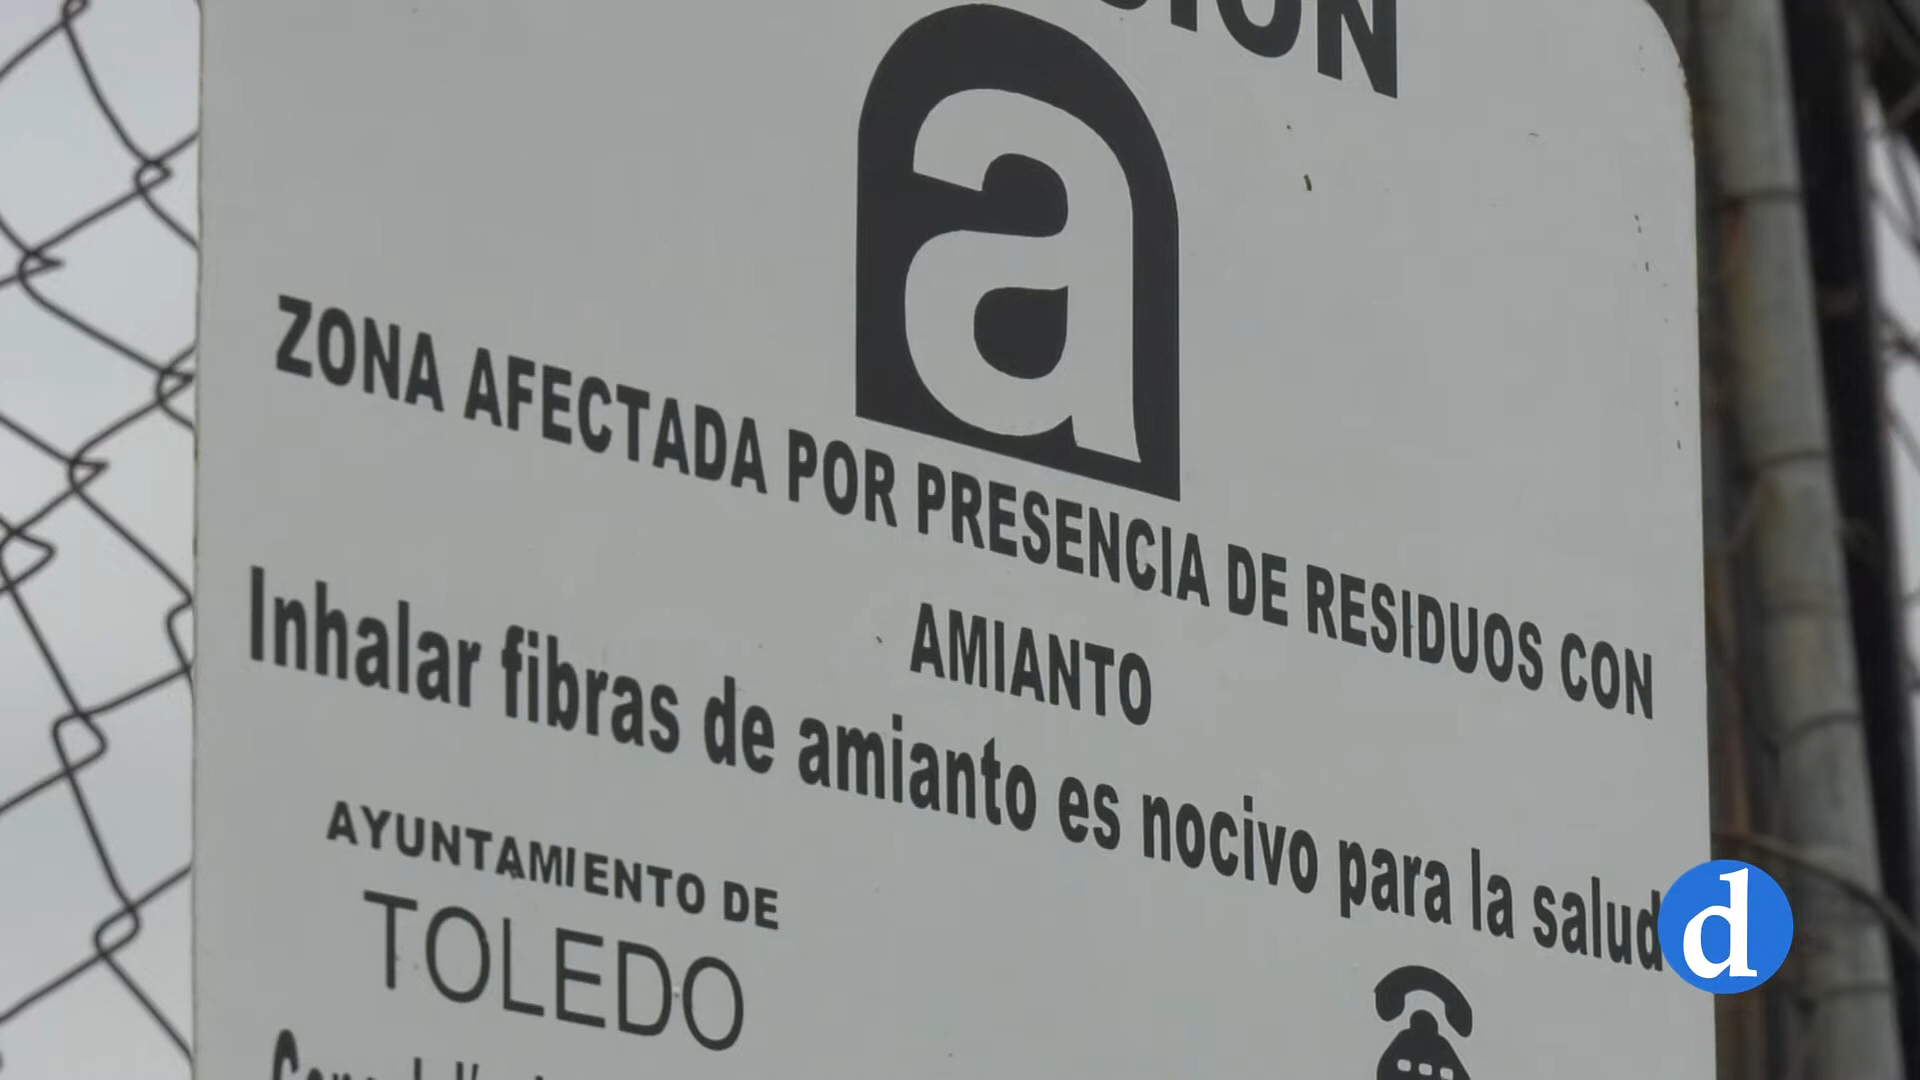 a
ZONA AFECTADA POR PRESENCIA DE RESIDUOS CON
AMIANTO
Inhalar fibras de amianto es nocivo para la salud
AYUNTAMIENTO DE
TOLEDO
d